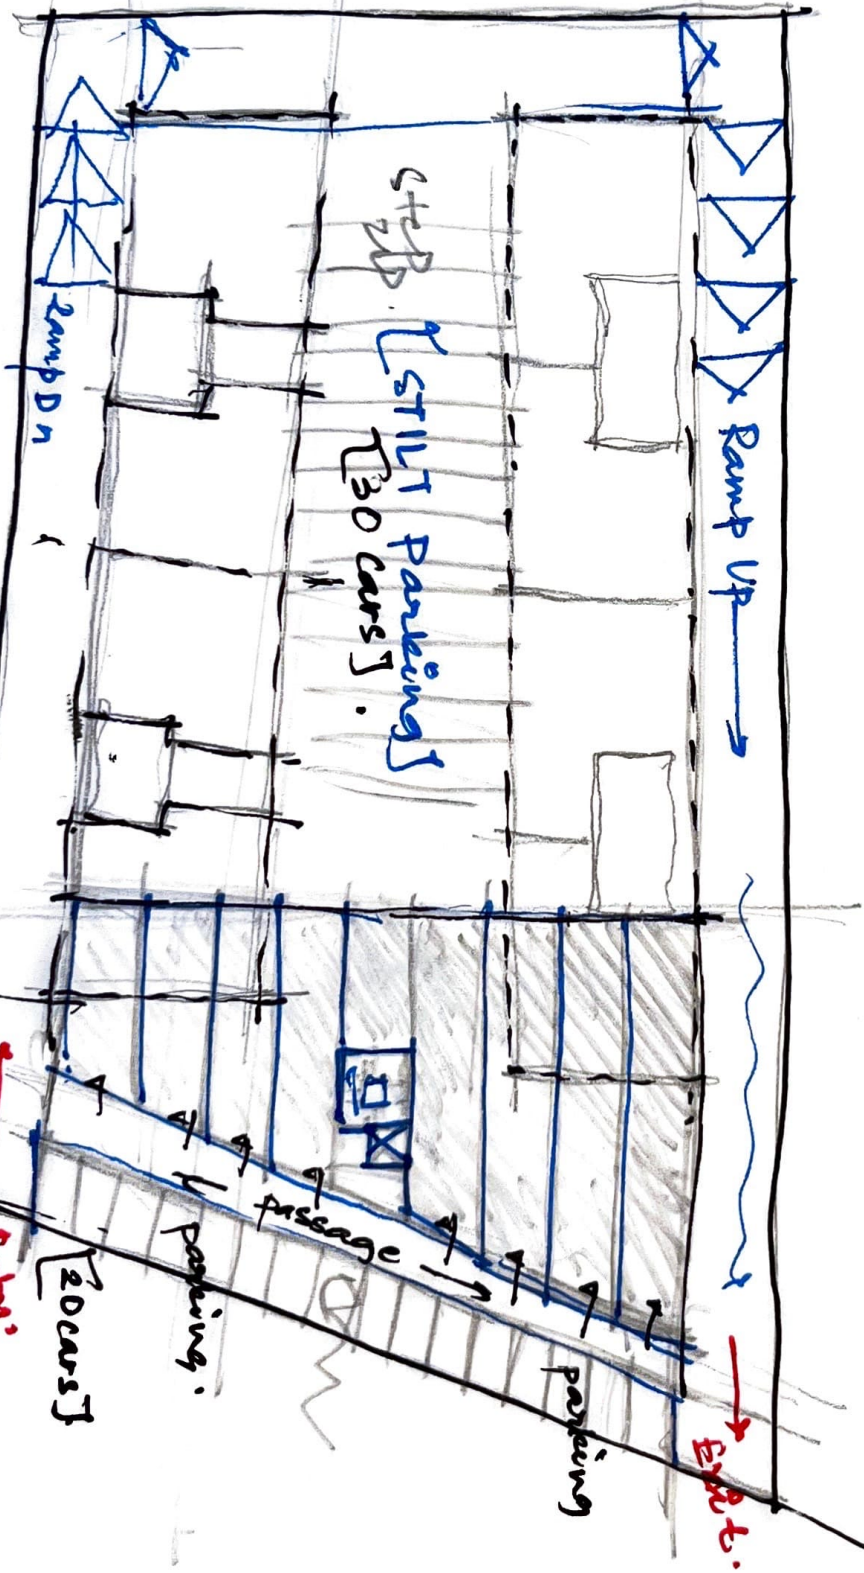 Ramp Dn
[STILT Parking]
[30 cars].
Ramp UP
passage
parking.
[20 cars]
parking
Exit.